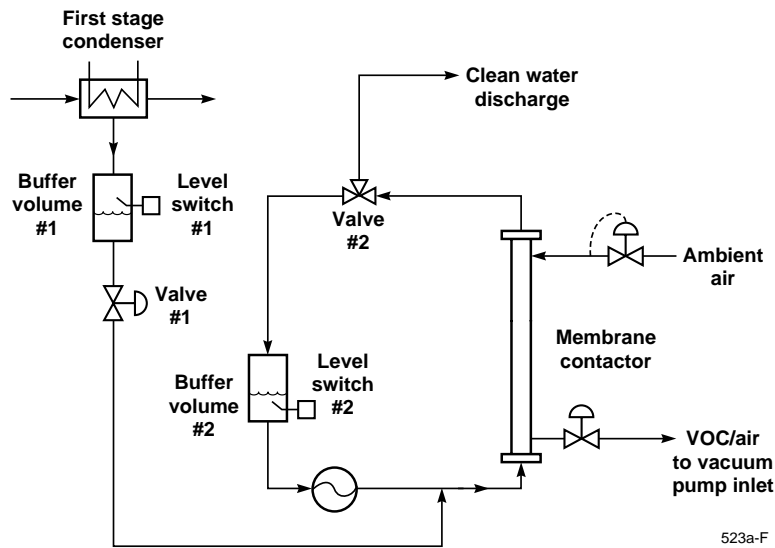 First stage
condenser
Clean water
discharge
Buffer
volume
#1
Level
switch
#1
Valve
#2
Ambient
air
Valve
#1
Membrane
contactor
Buffer
volume
#2
Level
switch
#2
VOC/air
to vacuum
pump inlet
523a-F